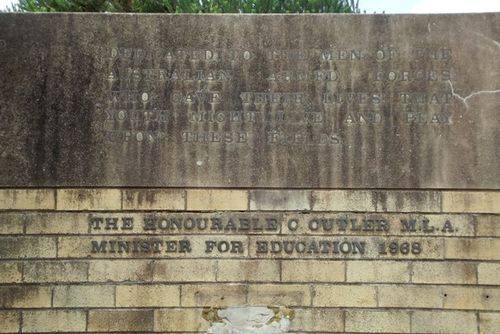 DEDICATED TO THE MEN OF THE
AUSTRALIAN ARMED FORCES
WHO GAVE THEIR LIVES THAT
YOUTH MIGHT LIVE AND PLAY
UPON THESE FIELDS.
THE HONOURABLE C. CUTLER M.L.A.
MINISTER FOR EDUCATION 1968